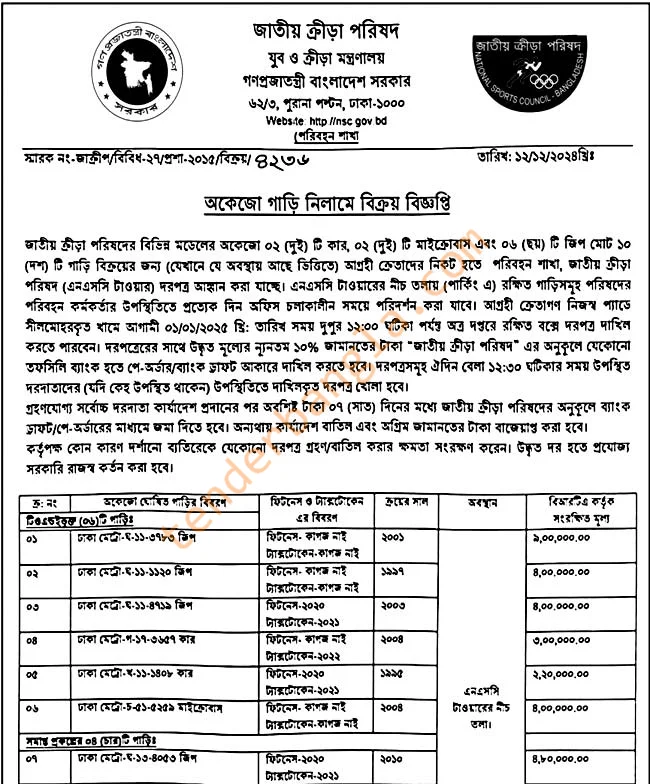 জাতীয় ক্রীড়া পরিষদ
যুব ও ক্রীড়া মন্ত্রণালয়
গণপ্রজাতন্ত্রী বাংলাদেশ সরকার
৬২/৩, পুরানা পল্টন, ঢাকা-১০০০
Website: http//nsc.gov.bd
(পরিবহন শাখা
গণপ্রজাতন্ত্রী বাংলাদেশ
সরকার
জাতীয় ক্রীড়া পরিষদ
NATIONAL SPORTS COUNCIL - BANGLADESH
স্মারক নং-জাক্রীপ/বিবিধ-২৭/প্রশা-২০১৫/বিক্রয়/ ৪২৩৬ তারিখ: ১২/১২/২০২৪খ্রিঃ
অকেজো গাড়ি নিলামে বিক্রয় বিজ্ঞপ্তি
জাতীয় ক্রীড়া পরিষদের বিভিন্ন মডেলের অকেজো ০২ (দুই) টি কার, ০২ (দুই) টি মাইক্রোবাস এবং ০৬ (ছয়) টি জিপ মোট ১০
(দশ) টি গাড়ি বিক্রয়ের জন্য (যেখানে যে অবস্থায় আছে ভিত্তিতে) আগ্রহী ক্রেতাদের নিকট হতে পরিবহন শাখা, জাতীয় ক্রীড়া
পরিষদ (এনএসসি টাওয়ার) দরপত্র আহ্বান করা যাচ্ছে। এনএসসি টাওয়ারের নীচ তলায় (পার্কিং এ) রক্ষিত গাড়িসমূহ পরিষদের
পরিবহন কর্মকর্তার উপস্থিতিতে প্রত্যেক দিন অফিস চলাকালীন সময়ে পরিদর্শন করা যাবে। আগ্রহী ক্রেতাগণ নিজস্ব প্যাডে
সীলমোহরকৃত খামে আগামী ০১/০১/২০২৫ খ্রি: তারিখ সময় দুপুর ১২:০০ ঘটিকা পর্যন্ত অত্র দপ্তরে রক্ষিত বক্সে দরপত্র দাখিল
করতে পারবেন। দরপত্রের সাথে উদ্ধৃত মূল্যের ন্যূনতম ১০% জামানতের টাকা "জাতীয় ক্রীড়া পরিষদ" এর অনুকূলে যেকোনো
তফসিলি ব্যাংক হতে পে-অর্ডার/ব্যাংক ড্রাফট আকারে দাখিল করতে হবে। দরপত্রসমূহ ঐদিন বেলা ১২:৩০ ঘটিকার সময় উপস্থিত
দরদাতাদের (যদি কেহ উপস্থিত থাকেন) উপস্থিতিতে দাখিলকৃত দরপত্র খোলা হবে।
গ্রহণযোগ্য সর্বোচ্চ দরদাতা কার্যাদেশ প্রদানের পর অবশিষ্ট টাকা ০৭ (সাত) দিনের মধ্যে জাতীয় ক্রীড়া পরিষদের অনুকূলে ব্যাংক
ড্রাফট/পে-অর্ডারের মাধ্যমে জমা দিতে হবে। অন্যথায় কার্যাদেশ বাতিল এবং অগ্রিম জামানতের টাকা বাজেয়াপ্ত করা হবে।
কর্তৃপক্ষ কোন কারণ দর্শানো ব্যতিরেকে যেকোনো দরপত্র গ্রহণ/বাতিল করার ক্ষমতা সংরক্ষণ করেন। উদ্ধৃত দর হতে প্রযোজ্য
সরকারি রাজস্ব কর্তন করা হবে।
tenderbangla.com
ক্র: নং অকেজো ঘোষিত গাড়ির বিবরণ ফিটনেস ও ট্যাক্সটোকেন ক্রয়ের সাল অবস্থান বিআরটিএ কর্তৃক
এর বিবরণ সংরক্ষিত মূল্য
টিওএন্ডইভুক্ত (০৬)টি গাড়িঃ
০১ ঢাকা মেট্রো-ঘ-১১-৩৭৮৩ জিপ ফিটনেস- কাগজ নাই ২০০১ ৯,০০,০০০.০০
ট্যাক্সটোকেন-কাগজ নাই
০২ ঢাকা মেট্রো-ঘ-১১-১১২০ জিপ ফিটনেস- কাগজ নাই ১৯৯৭ ৪,০০,০০০.০০
ট্যাক্সটোকেন-কাগজ নাই
০৩ ঢাকা মেট্রো-ঘ-১১-৪৭১৯ জিপ ফিটনেস-২০২০ ২০০৩ ৪,০০,০০০.০০
ট্যাক্সটোকেন-২০২১
০৪ ঢাকা মেট্রো-গ-১৭-৩৬৫৭ কার ফিটনেস- কাগজ নাই ২০০৪ ৩,০০,০০০.০০
ট্যাক্সটোকেন-২০২২
০৫ ঢাকা মেট্রো-ঘ-১১-১৪০৮ কার ফিটনেস-২০২০ ১৯৯৫ ২,২০,০০০.০০
ট্যাক্সটোকেন-২০২১
০৬ ঢাকা মেট্রো-চ-৫১-৫২৫৯ মাইক্রোবাস ফিটনেস- কাগজ নাই ২০০৪ এনএসসি টাওয়ারের নীচ তলা। ৪,০০,০০০.০০
ট্যাক্সটোকেন- কাগজ নাই
সমাপ্ত প্রকল্পের ০৪ (চার)টি গাড়িঃ
০৭ ঢাকা মেট্রো-ঘ-১৩-৪০৫৩ জিপ ফিটনেস-২০২০ ২০১০ ৪,৮০,০০০.০০
ট্যাক্সটোকেন-২০২১